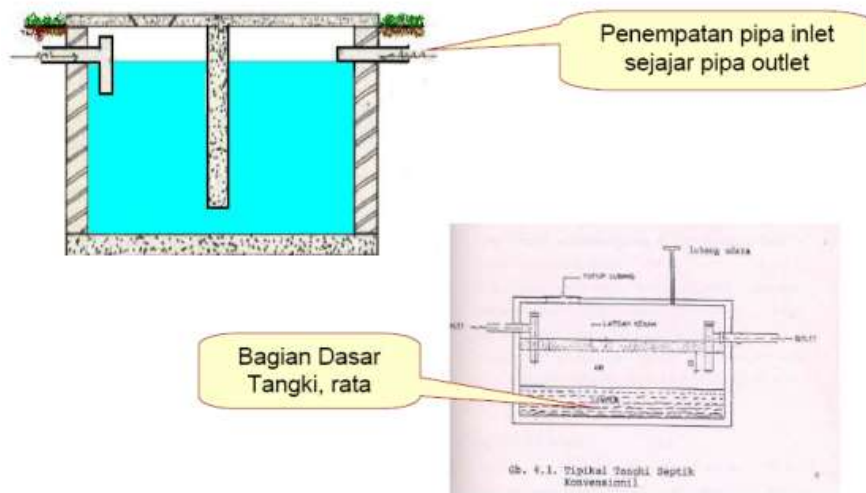 Penempatan pipa inlet
sejajar pipa outlet
lubang udara
TUTUP LUBANG
Bagian Dasar
Tangki, rata
AIR
Gb. 4.1. Tipikal Tangki Septik
Konvensionil